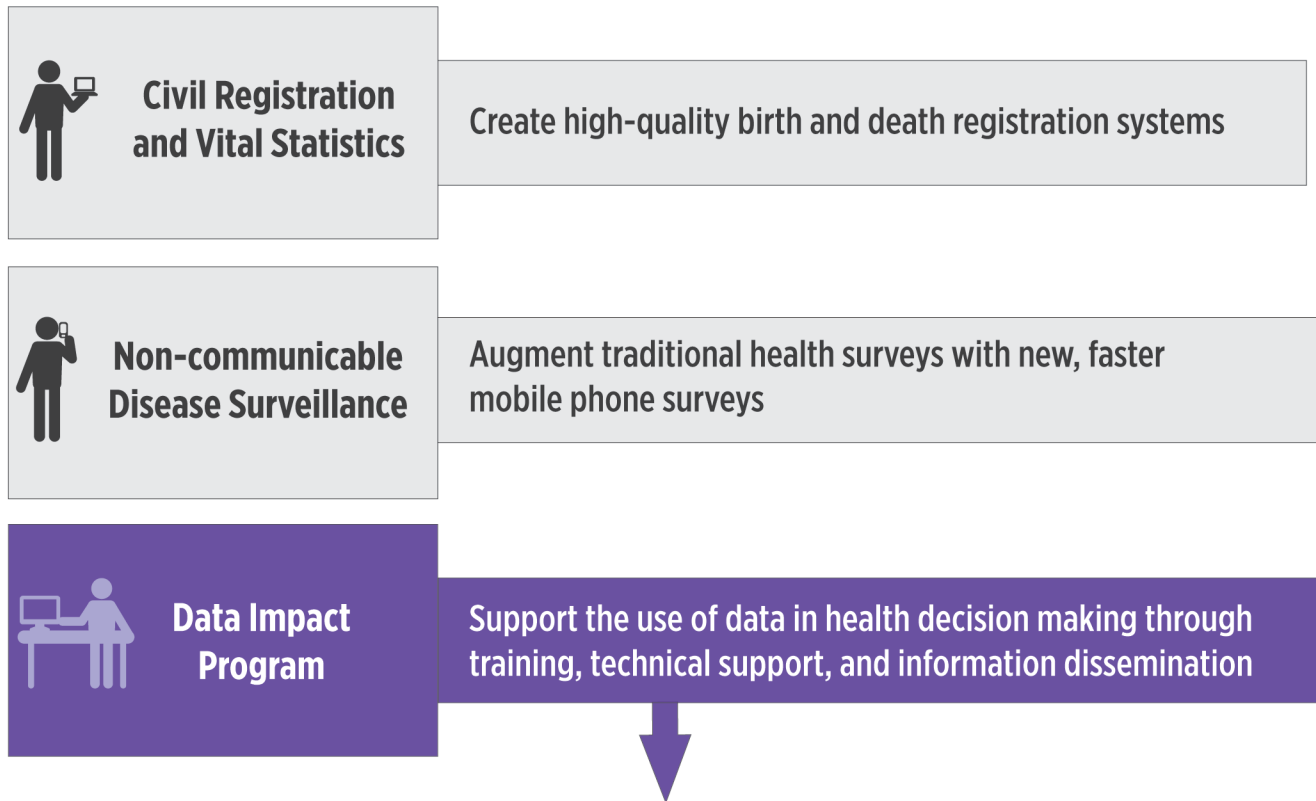 Civil Registration
and Vital Statistics
Create high-quality birth and death registration systems
Non-communicable
Disease Surveillance
Augment traditional health surveys with new, faster
mobile phone surveys
Data Impact
Program
Support the use of data in health decision making through
training, technical support, and information dissemination